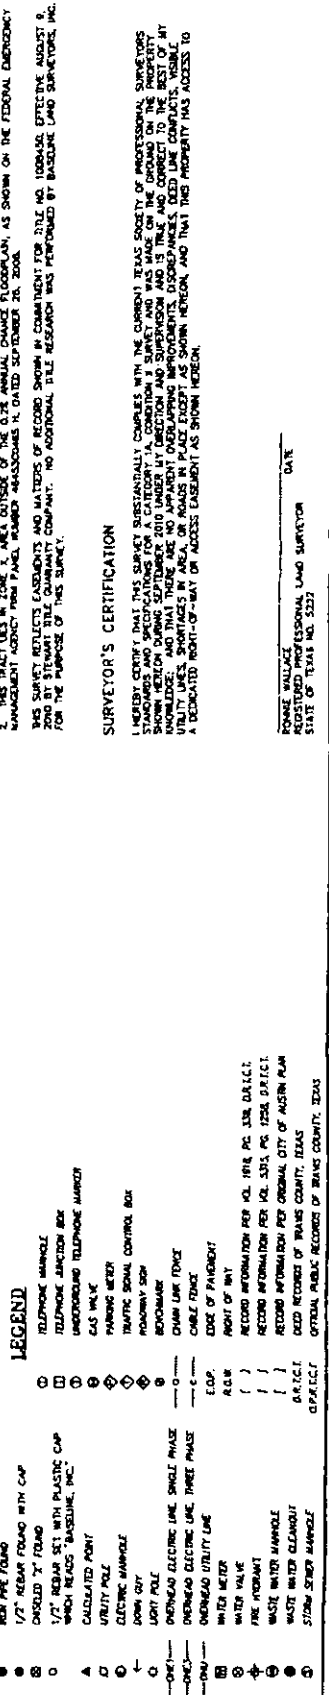 LEGEND
IRON PIPE FOUND
1/2" REBAR FOUND WITH CAP
CHISELED "X" FOUND
1/2" REBAR SET WITH PLASTIC CAP
WHICH READS "BASELINE, INC."
CALCULATED POINT
UTILITY POLE
ELECTRIC MANHOLE
DOWN GUY
LIGHT POLE
OHE1 OVERHEAD ELECTRIC LINE, SINGLE PHASE
OHE3 OVERHEAD ELECTRIC LINE, THREE PHASE
OHU OVERHEAD UTILITY LINE
WATER METER
WATER VALVE
FIRE HYDRANT
WASTE WATER MANHOLE
WASTE WATER CLEANOUT
STORM SEWER MANHOLE
TELEPHONE MANHOLE
TELEPHONE JUNCTION BOX
UNDERGROUND TELEPHONE MARKER
GAS VALVE
PARKING METER
TRAFFIC SIGNAL CONTROL BOX
ROADWAY SIGN
BENCHMARK
CHAIN LINK FENCE
CABLE FENCE
E.O.P. EDGE OF PAVEMENT
R.O.W. RIGHT OF WAY
RECORD INFORMATION PER VOL. 1918, PG. 338, D.R.T.C.T.
RECORD INFORMATION PER VOL. 5315, PG. 1258, D.R.T.C.T.
RECORD INFORMATION PER ORIGINAL CITY OF AUSTIN PLAN
D.R.T.C.T. DEED RECORDS OF TRAVIS COUNTY, TEXAS
O.P.R.T.C.T. OFFICIAL PUBLIC RECORDS OF TRAVIS COUNTY, TEXAS
2. THIS TRACT LIES IN ZONE X, AREA OUTSIDE OF THE 0.2% ANNUAL CHANCE FLOODPLAIN, AS SHOWN ON THE FEDERAL EMERGENCY
MANAGEMENT AGENCY FIRM PANEL NUMBER DATED SEPTEMBER 26, 2008.
THIS SURVEY REFLECTS EASEMENTS AND MATTERS OF RECORD SHOWN IN COMMITMENT FOR TITLE NO. 1008450, EFFECTIVE AUGUST 9,
2010 BY STEWART TITLE GUARANTY COMPANY. NO ADDITIONAL TITLE RESEARCH WAS PERFORMED BY BASELINE LAND SURVEYORS, INC.
FOR THE PURPOSE OF THIS SURVEY.
SURVEYOR'S CERTIFICATION
I HEREBY CERTIFY THAT THIS SURVEY SUBSTANTIALLY COMPLIES WITH THE CURRENT TEXAS SOCIETY OF PROFESSIONAL SURVEYORS
STANDARDS AND SPECIFICATIONS FOR A CATEGORY 1A, CONDITION II SURVEY AND WAS MADE ON THE GROUND ON THE PROPERTY
SHOWN HEREON DURING SEPTEMBER 2010 UNDER MY DIRECTION AND SUPERVISION AND IS TRUE AND CORRECT TO THE BEST OF MY
KNOWLEDGE; AND THAT THERE ARE NO APPARENT OVERLAPPING IMPROVEMENTS, DISCREPANCIES, DEED LINE CONFLICTS, VISIBLE
UTILITY LINES, SHORTAGES IN AREA, OR ROADS IN PLACE EXCEPT AS SHOWN HEREON, AND THAT THIS PROPERTY HAS ACCESS TO
A DEDICATED RIGHT-OF-WAY OR ACCESS EASEMENT AS SHOWN HEREON.
RONNIE WALLACE DATE
REGISTERED PROFESSIONAL LAND SURVEYOR
STATE OF TEXAS NO. 5222